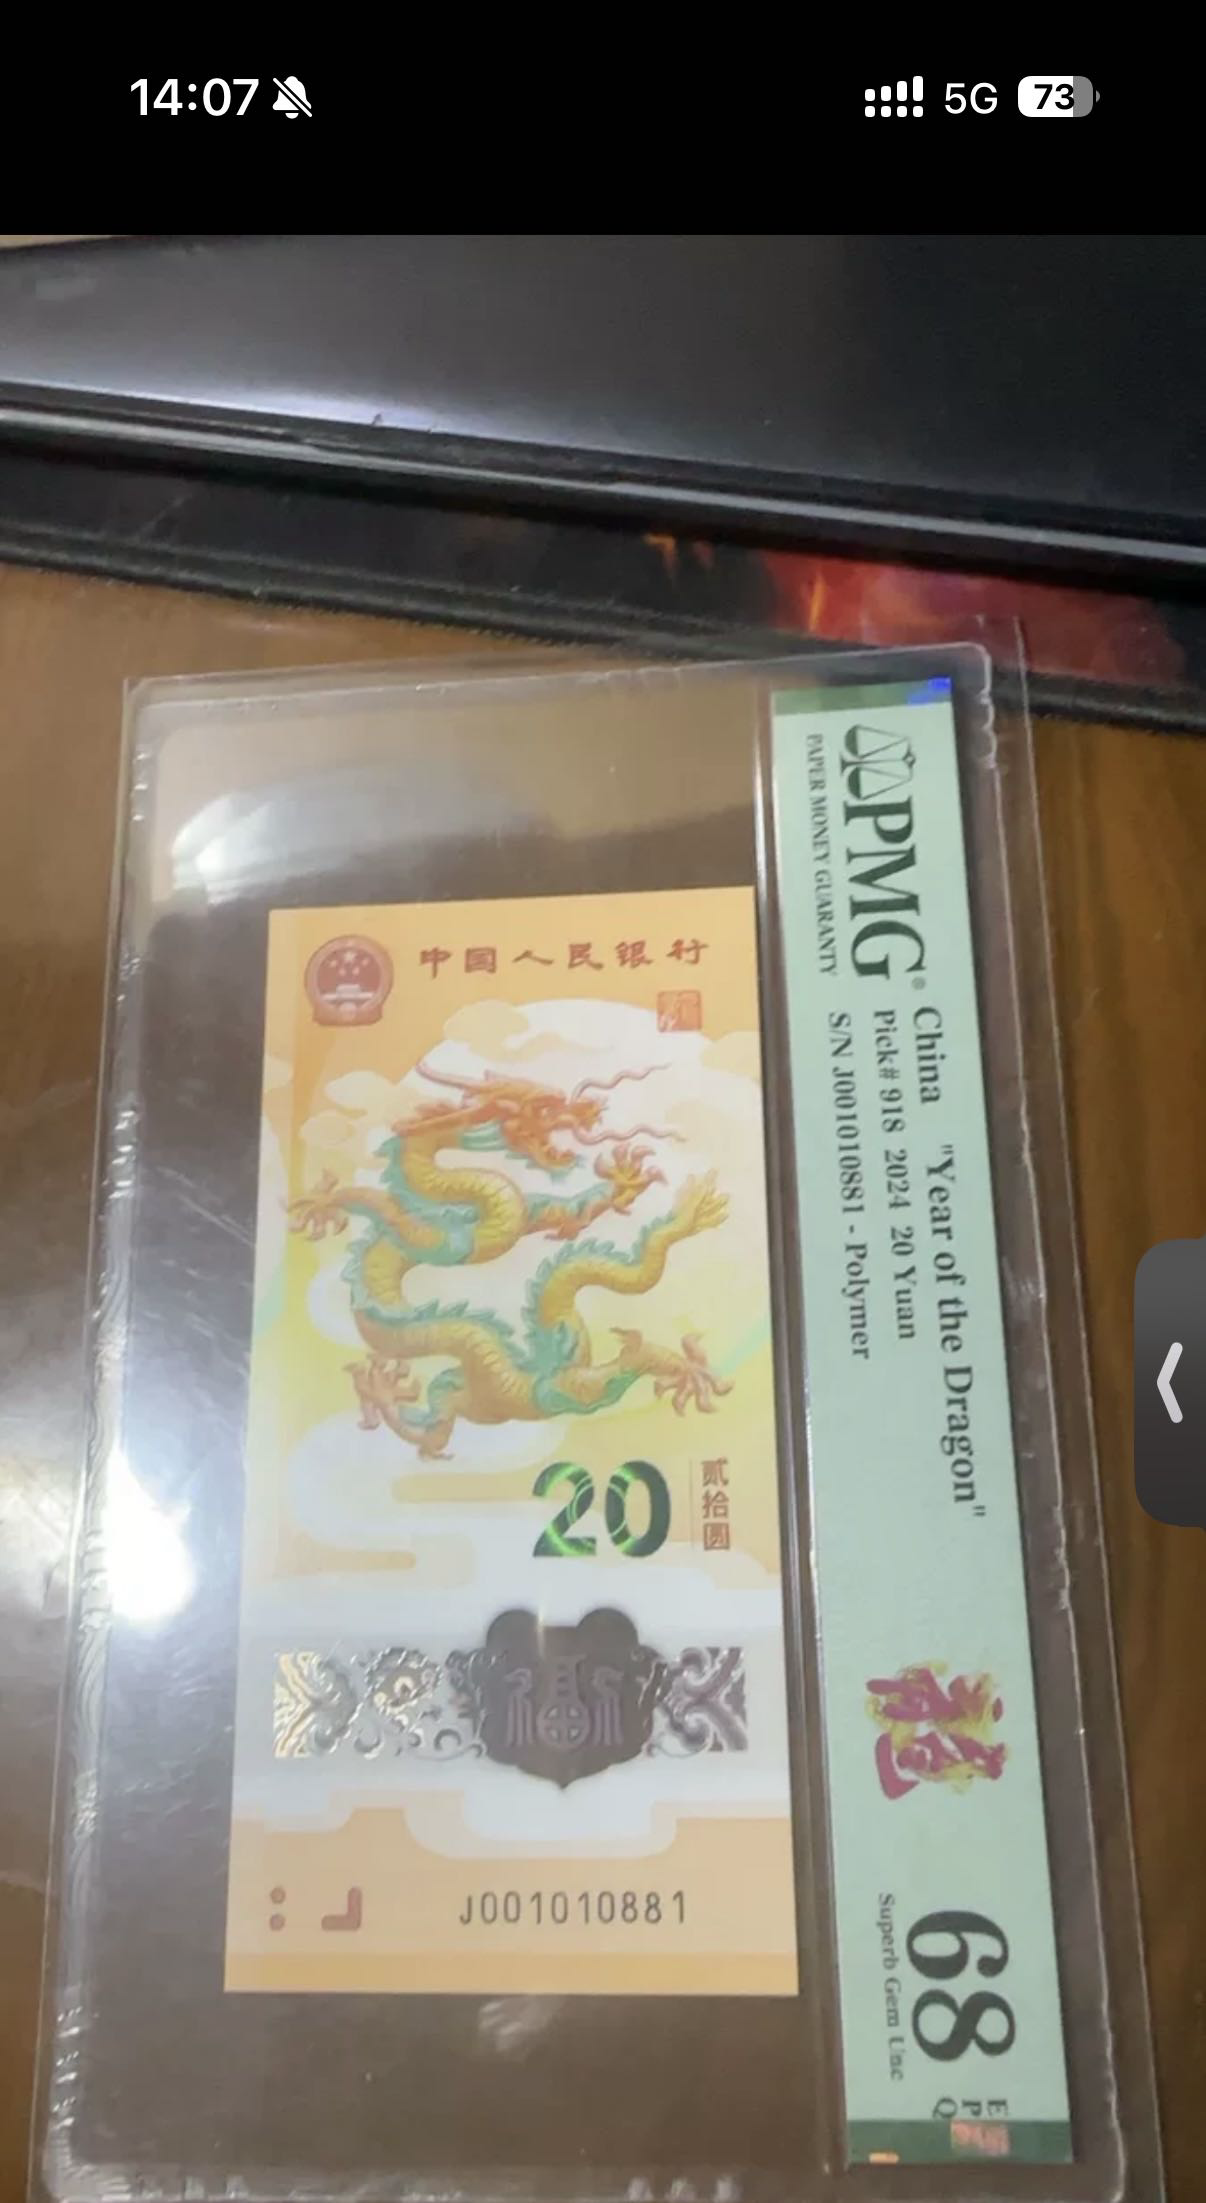 14:07
5G
73
中国人民银行
20
贰拾圆
J001010881
PMG®
PAPER MONEY GUARANTY
China "Year of the Dragon"
Pick# 918 2024 20 Yuan
S/N J001010881 - Polymer
龙
68
Superb Gem Unc
E
P
Q